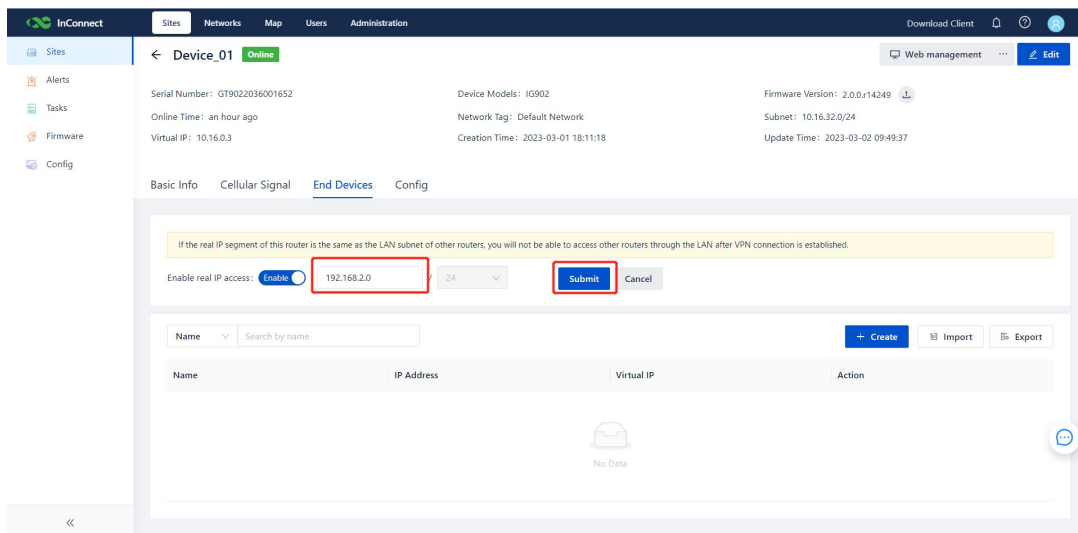 InConnect Sites Networks Map Users Administration Download Client
Sites
Alerts
Tasks
Firmware
Config
Device_01 Online Web management ... Edit
Serial Number: GT9022036001652 Device Models: IG902 Firmware Version: 2.0.0.r14249
Online Time: an hour ago Network Tag: Default Network Subnet: 10.16.32.0/24
Virtual IP: 10.16.0.3 Creation Time: 2023-03-01 18:11:18 Update Time: 2023-03-02 09:49:37
Basic Info Cellular Signal End Devices Config
If the real IP segment of this router is the same as the LAN subnet of other routers, you will not be able to access other routers through the LAN after VPN connection is established.
Enable real IP access: Enable 192.168.2.0 / 24 Submit Cancel
Name Search by name + Create Import Export
Name IP Address Virtual IP Action
No Data